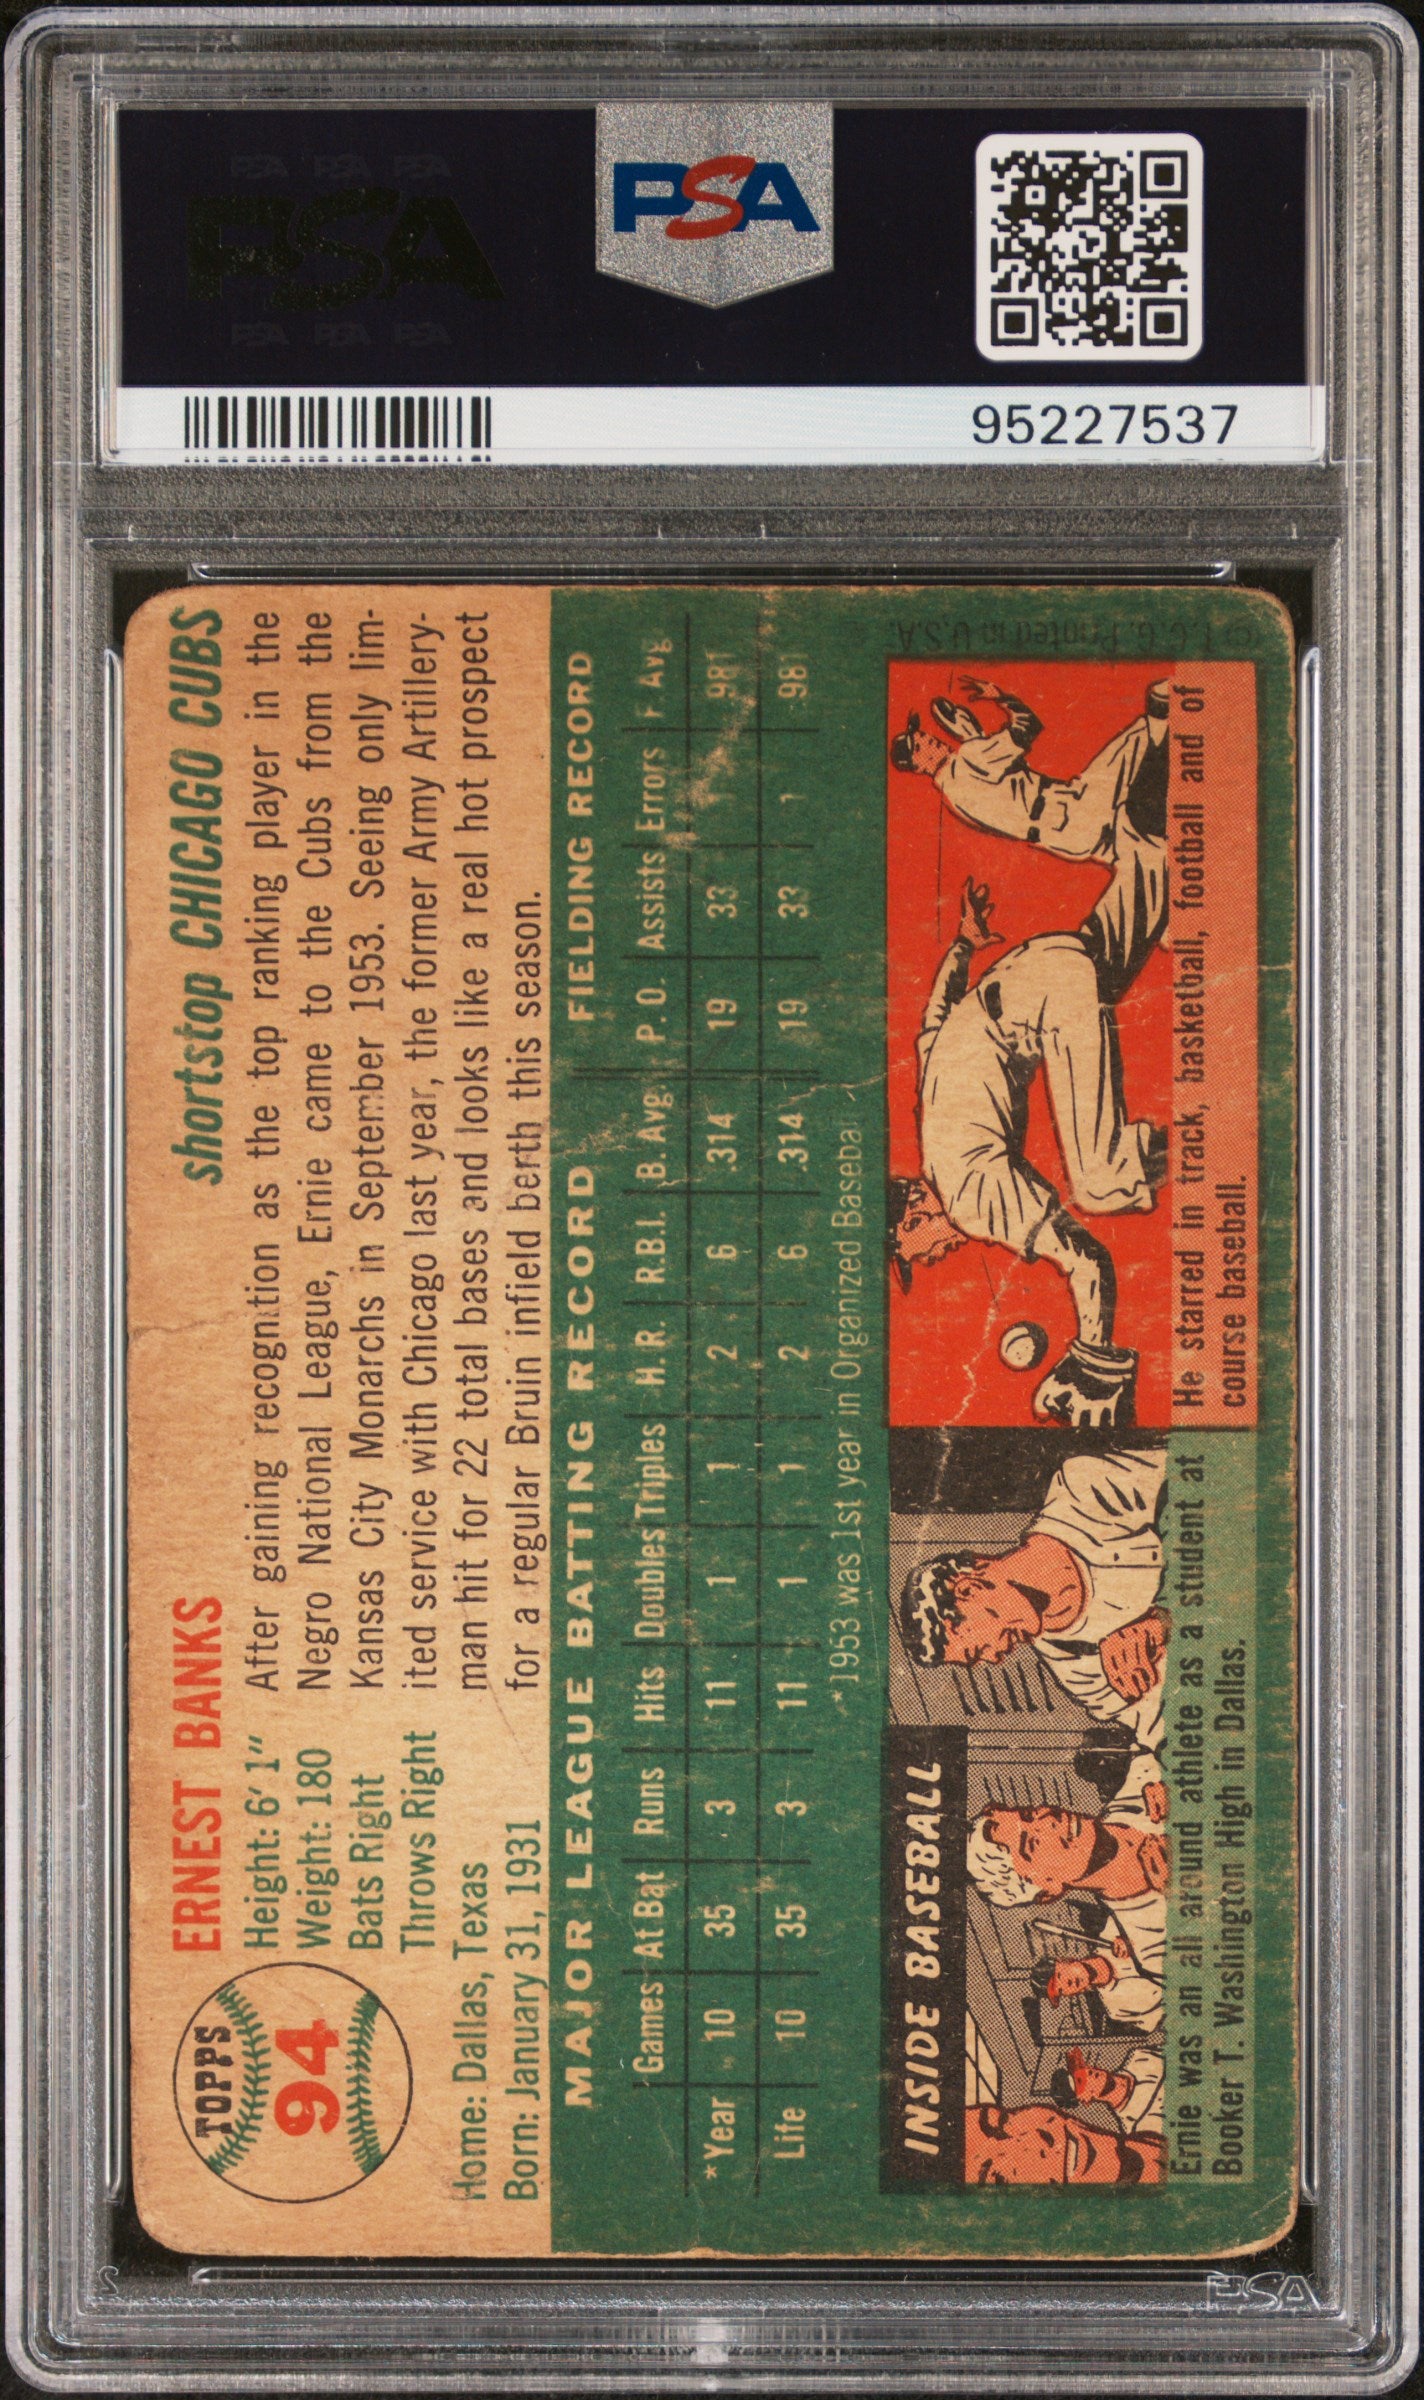 PSA
PSA PSA PSA
PSA
PSA PSA PSA
95227537
TOPPS
94
ERNEST BANKS
shortstop CHICAGO CUBS
Height: 6' 1"
Weight: 180
Bats Right
Throws Right
Home: Dallas, Texas
Born: January 31, 1931
After gaining recognition as the top ranking player in the
Negro National League, Ernie came to the Cubs from the
Kansas City Monarchs in September 1953. Seeing only lim-
ited service with Chicago last year, the former Army Artillery-
man hit for 22 total bases and looks like a real hot prospect
for a regular Bruin infield berth this season.
MAJOR LEAGUE BATTING RECORD FIELDING RECORD
Games At Bat Runs Hits Doubles Triples H. R. R.B.I. B. Avg. P. O. Assists Errors F. Avg
*Year 10 35 3 11 1 1 2 6 .314 19 33 1 .981
Life 10 35 3 11 1 1 2 6 .314 19 33 1 .981
*1953 was 1st year in Organized Baseball
INSIDE BASEBALL
Ernie was an all around athlete as a student at
Booker T. Washington High in Dallas.
He starred in track, basketball, football and of
course baseball.
© T.C.G. Printed in U.S.A.
PSA